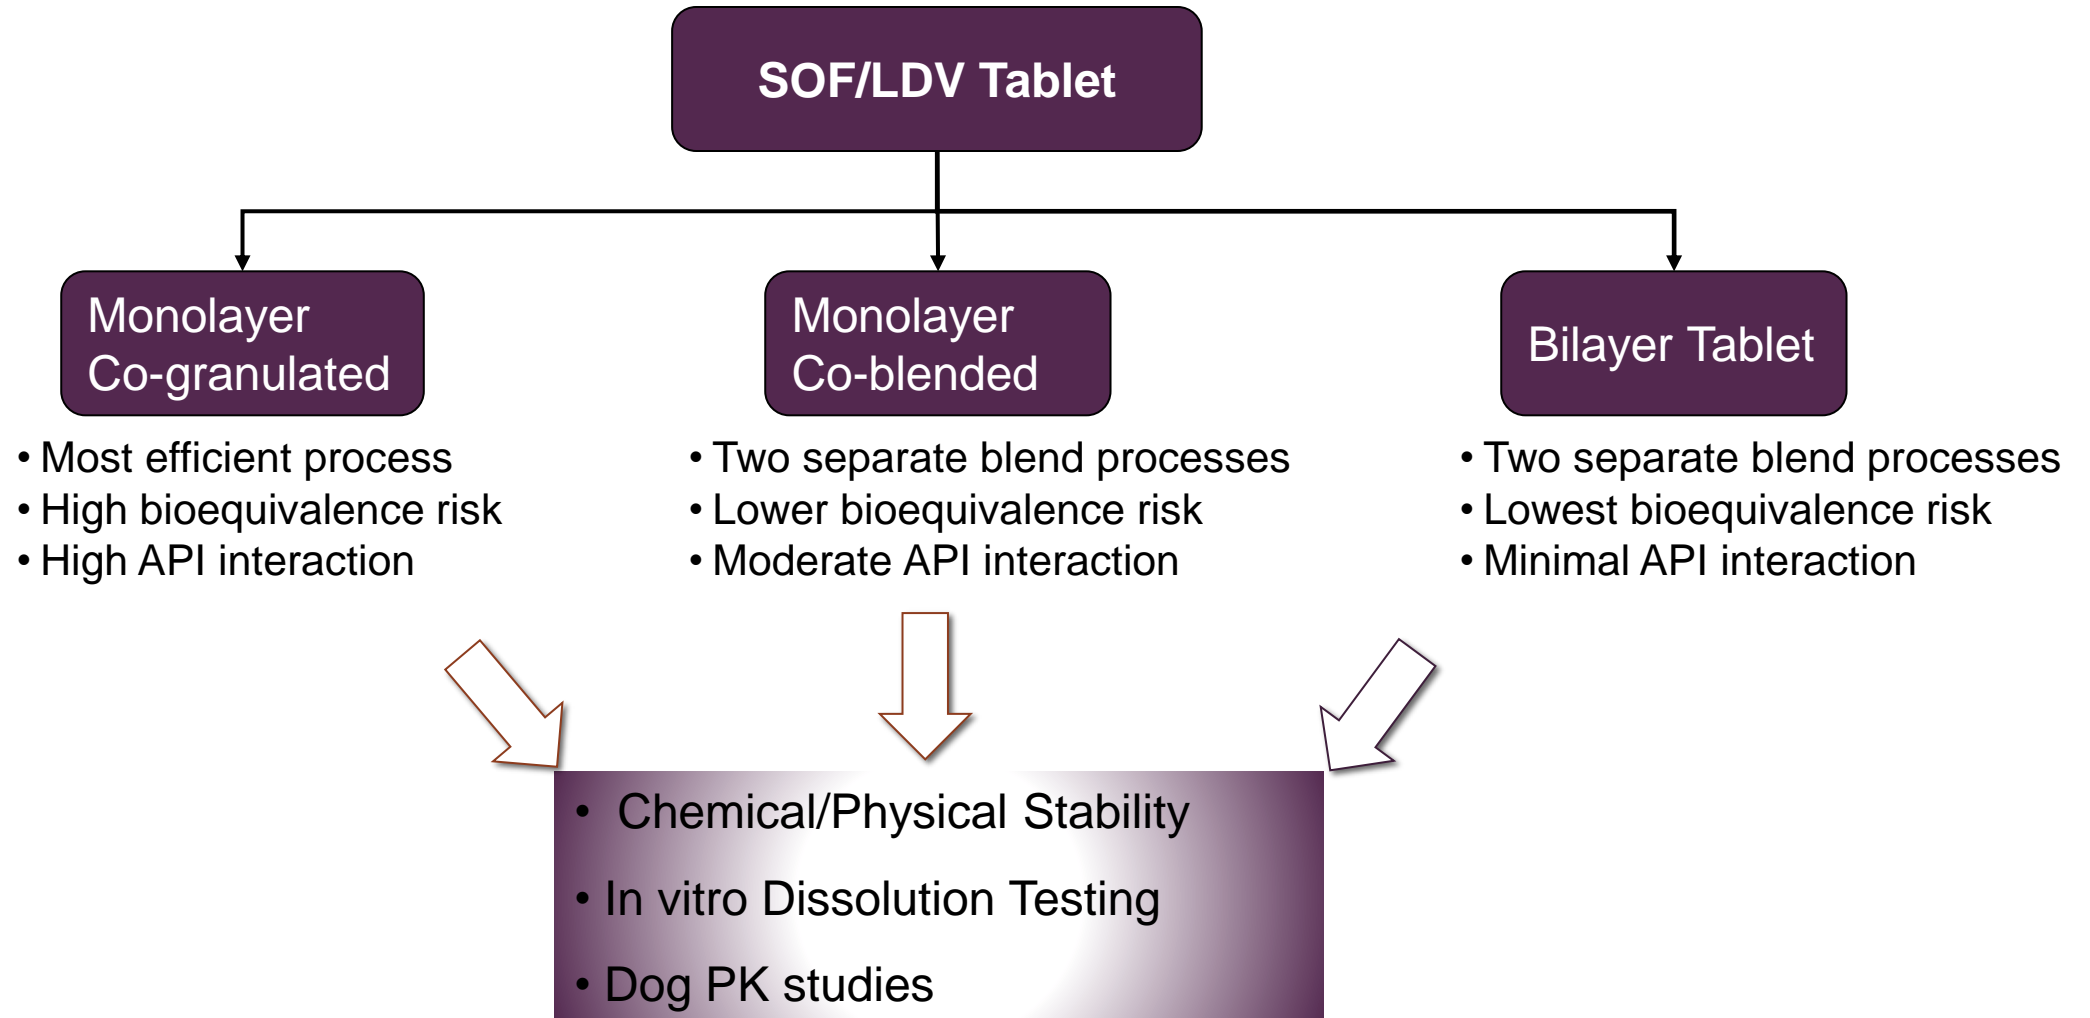 SOF/LDV Tablet
Monolayer
Co-granulated
• Most efficient process
• High bioequivalence risk
• High API interaction
Monolayer
Co-blended
• Two separate blend processes
• Lower bioequivalence risk
• Moderate API interaction
Bilayer Tablet
• Two separate blend processes
• Lowest bioequivalence risk
• Minimal API interaction
• Chemical/Physical Stability
• In vitro Dissolution Testing
• Dog PK studies